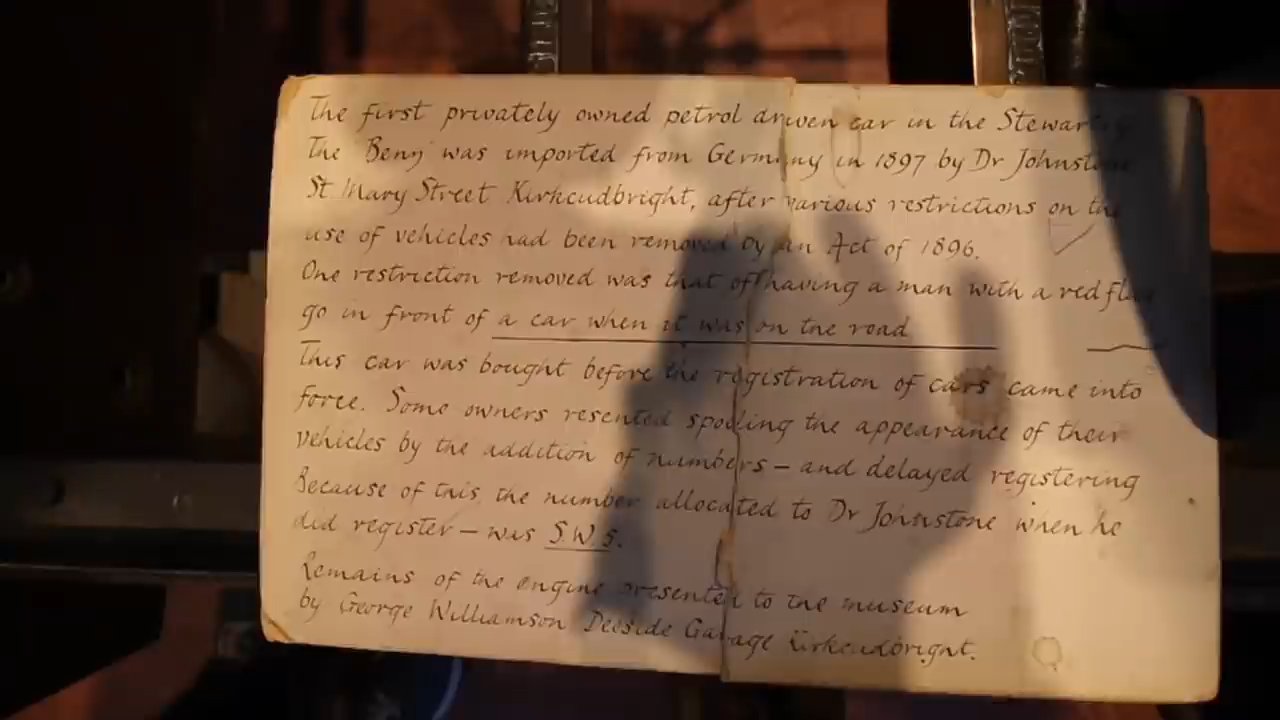 The first privately owned petrol driven car in the Stewartry
The Benz was imported from Germany in 1897 by Dr Johnstone
St Mary Street Kirkcudbright, after various restrictions on the
use of vehicles had been removed by an Act of 1896.
One restriction removed was that of having a man with a red flag
go in front of a car when it was on the road
This car was bought before the registration of cars came into
force. Some owners resented spoiling the appearance of their
vehicles by the addition of numbers – and delayed registering
Because of this the number allocated to Dr Johnstone when he
did register – was S.W 5.
Remains of the engine presented to the museum
by George Williamson Deeside Garage Kirkcudbright.